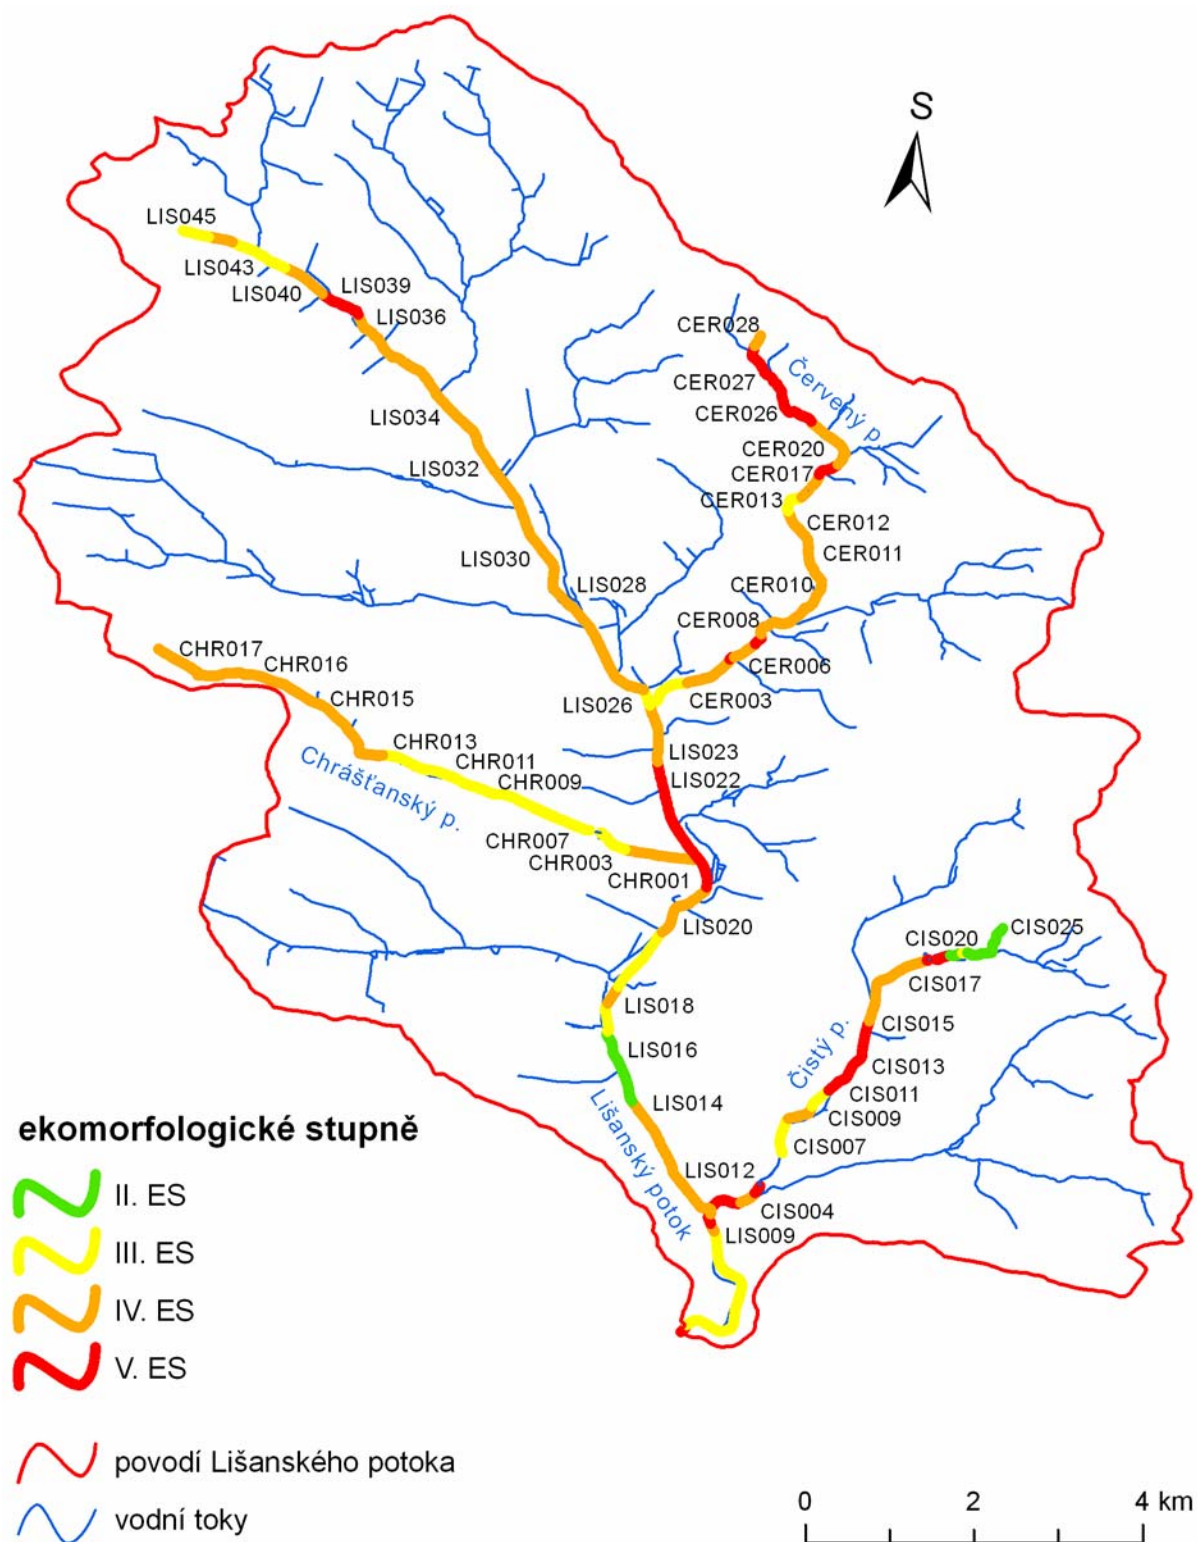 S
LIS045
LIS043
LIS040
LIS039
LIS036
LIS034
LIS032
LIS030
LIS028
LIS026
CER028
CER027
CER026
Červený p.
CER020
CER017
CER013
CER012
CER011
CER010
CER008
CER006
CER003
CHR017
CHR016
CHR015
CHR013
CHR011
CHR009
Chrášťanský p.
CHR007
CHR003
CHR001
LIS023
LIS022
LIS020
LIS018
LIS016
LIS014
Lišanský potok
LIS012
LIS009
CIS025
CIS020
CIS017
CIS015
Čistý p.
CIS013
CIS011
CIS009
CIS007
CIS004
ekomorfologické stupně
II. ES
III. ES
IV. ES
V. ES
povodí Lišanského potoka
vodní toky
0 2 4 km